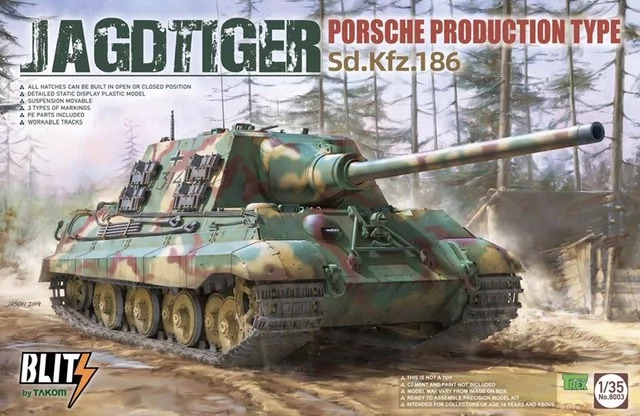 JAGDTIGER
PORSCHE PRODUCTION TYPE
Sd.Kfz.186
ALL HATCHES CAN BE BUILT IN OPEN OR CLOSED POSITION
DETAILED STATIC DISPLAY PLASTIC MODEL
SUSPENSION MOVABLE
3 TYPES OF MARKINGS
PE PARTS INCLUDED
WORKABLE TRACKS
JASON 2019
BLITZ
by TAKOM
THIS IS NOT A TOY
CEMENT AND PAINT NOT INCLUDED
MODEL MAY VARY FROM IMAGE ON BOX
READY TO ASSEMBLE PRECISION MODEL KIT
INTENDED FOR COLLECTORS OF AGE 14 YEARS AND ABOVE
T-REX
1/35
No.8003